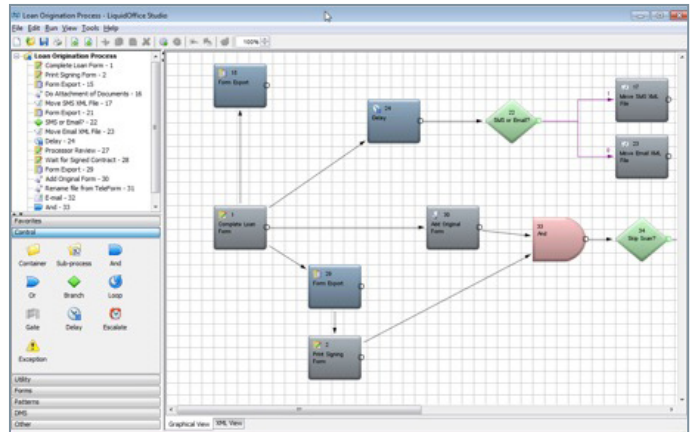 Loan Origination Process - LiquidOffice Studio
File Edit Run View Tools Help
100%
Loan Origination Process
Complete Loan Form - 1
Print Signing Form - 2
Form Export - 15
Do Attachment of Documents - 16
Move SMS XML File - 17
Form Export - 21
SMS or Email? - 22
Move Email XML File - 23
Delay - 24
Processor Review - 27
Wait for Signed Contract - 28
Form Export - 29
Add Original Form - 30
Rename file from TeleForm - 31
E-mail - 32
And - 33
Favorites
Control
Container Sub-process And
Or Branch Loop
Gate Delay Escalate
Exception
Utility
Forms
Patterns
DMS
Other
Form Export
24
Delay
22
SMS or Email?
17
Move SMS XML
File
23
Move Email XML
File
1
Complete Loan
Form
30
Add Original
Form
33
And
34
Skip Scan?
Form Export
2
Print Signing
Form
Graphical View XML View